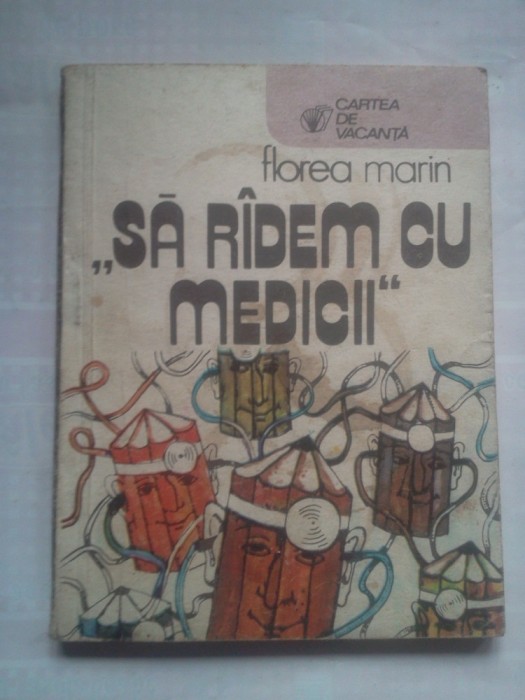 CARTEA
DE
VACANȚĂ
florea marin
„SĂ RÎDEM CU
MEDICII“